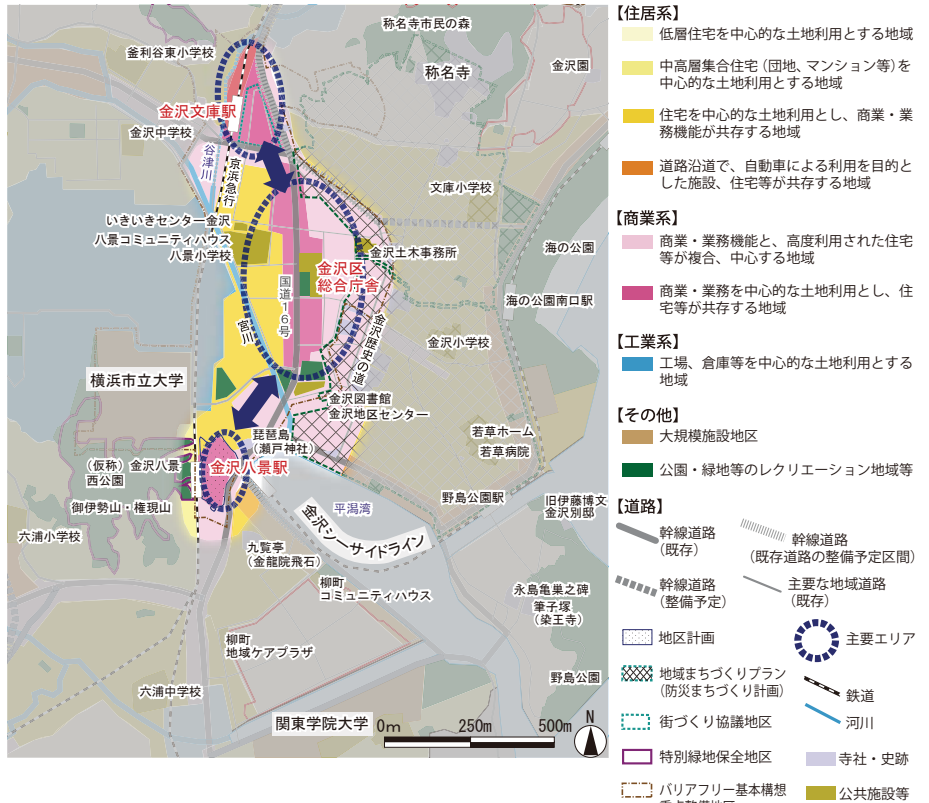 称名寺市民の森
釜利谷東小学校
称名寺
金沢園
金沢文庫駅
金沢中学校
谷津川
京浜急行
文庫小学校
いきいきセンター金沢
八景コミュニティハウス
八景小学校
金沢土木事務所
海の公園
金沢区
総合庁舎
国道16号
海の公園南口駅
宮川
金沢歴史の道
金沢小学校
横浜市立大学
金沢図書館
金沢地区センター
琵琶島
(瀬戸神社)
若草ホーム
若草病院
(仮称)金沢八景
西公園
金沢八景駅
御伊勢山・権現山
野島公園駅
旧伊藤博文
金沢別邸
平潟湾
金沢シーサイドライン
六浦小学校
九覧亭
(金龍院飛石)
柳町
コミュニティハウス
永島亀巣之碑
筆子塚
(染王寺)
柳町
地域ケアプラザ
野島公園
六浦中学校
関東学院大学
0m 250m 500m
N
【住居系】
低層住宅を中心的な土地利用とする地域
中高層集合住宅(団地、マンション等)を
中心的な土地利用とする地域
住宅を中心的な土地利用とし、商業・業
務機能が共存する地域
道路沿道で、自動車による利用を目的と
した施設、住宅等が共存する地域
【商業系】
商業・業務機能と、高度利用された住宅
等が複合、中心する地域
商業・業務を中心的な土地利用とし、住
宅等が共存する地域
【工業系】
工場、倉庫等を中心的な土地利用とする
地域
【その他】
大規模施設地区
公園・緑地等のレクリエーション地域等
【道路】
幹線道路
(既存)
幹線道路
(既存道路の整備予定区間)
幹線道路
(整備予定)
主要な地域道路
(既存)
地区計画
主要エリア
地域まちづくりプラン
(防災まちづくり計画)
鉄道
街づくり協議地区
河川
特別緑地保全地区
寺社・史跡
バリアフリー基本構想
重点整備地区
公共施設等